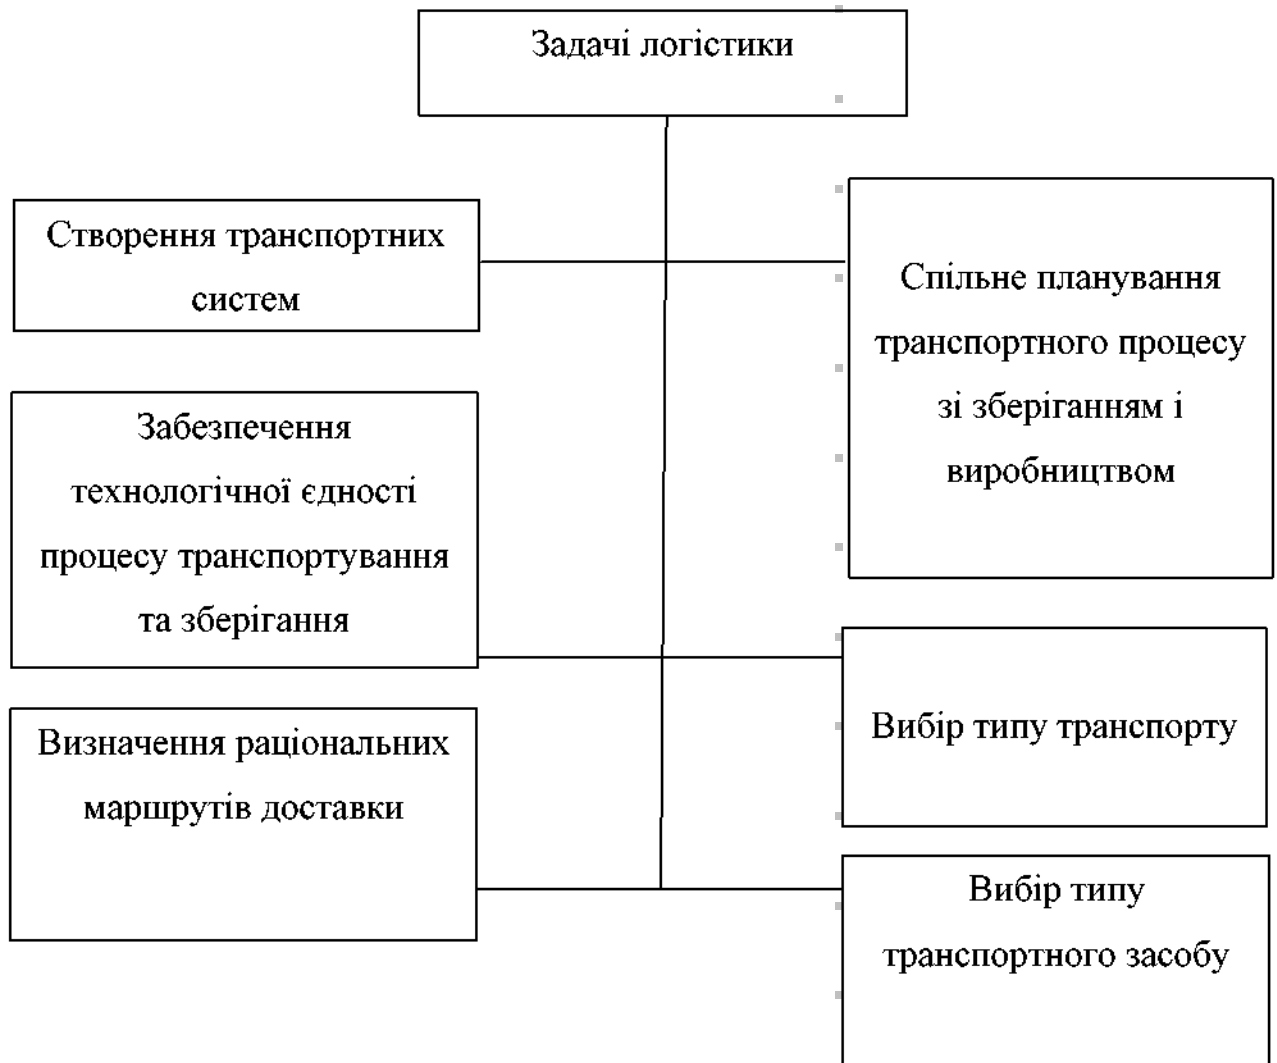 Задачі логістики
Створення транспортних
систем
Спільне планування
транспортного процесу
зі зберіганням і
виробництвом
Забезпечення
технологічної єдності
процесу транспортування
та зберігання
Вибір типу транспорту
Визначення раціональних
маршрутів доставки
Вибір типу
транспортного засобу